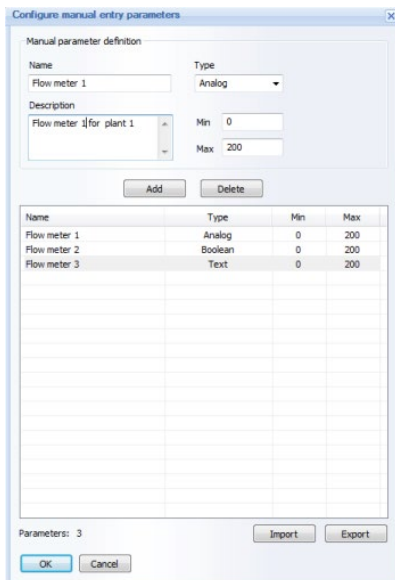 Configure manual entry parameters
Manual parameter definition
Name Type
Flow meter 1 Analog
Description
Flow meter 1 for plant 1 Min 0
Max 200
Add Delete
Name Type Min Max
Flow meter 1 Analog 0 200
Flow meter 2 Boolean 0 200
Flow meter 3 Text 0 200
Parameters: 3 Import Export
OK Cancel